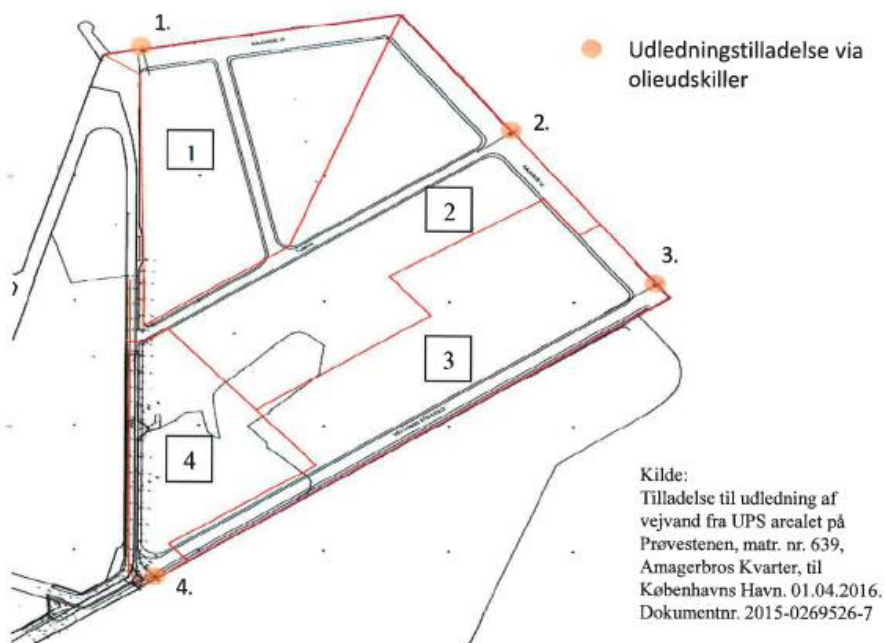 1.
Udledningstilladelse via
olieudskiller
2.
1
2
3.
3
4
4.
Kilde:
Tilladelse til udledning af
vejvand fra UPS arealet på
Prøvestenen, matr. nr. 639,
Amagerbros Kvarter, til
Københavns Havn. 01.04.2016.
Dokumentnr. 2015-0269526-7